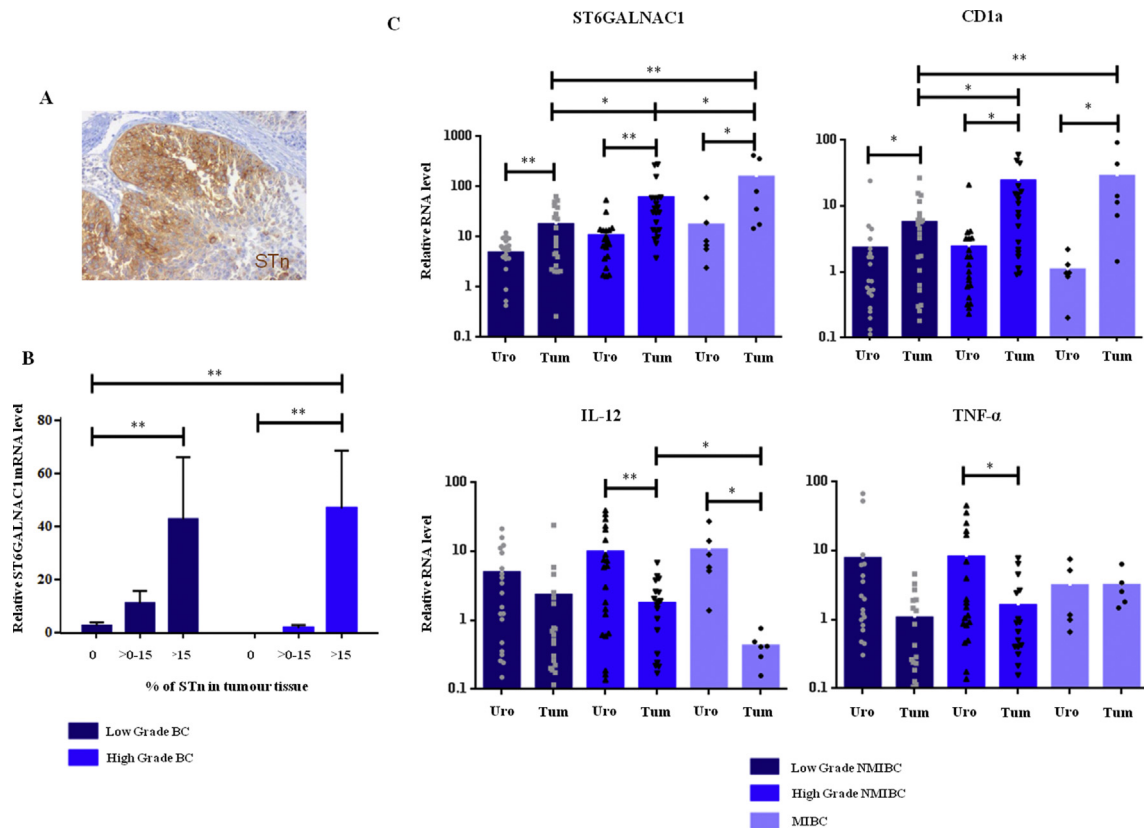 A
STn
B
**
**
**
Relative ST6GALNAC1 mRNA level
80
60
40
20
0
0
>0-15
>15
0
>0-15
>15
% of STn in tumour tissue
Low Grade BC
High Grade BC
C
ST6GALNAC1
**
*
*
**
**
*
Relative RNA level
1000
100
10
1
0.1
Uro
Tum
Uro
Tum
Uro
Tum
CD1a
**
*
*
*
*
100
10
1
0.1
Uro
Tum
Uro
Tum
Uro
Tum
IL-12
*
**
*
Relative RNA level
100
10
1
0.1
Uro
Tum
Uro
Tum
Uro
Tum
TNF-α
*
100
10
1
0.1
Uro
Tum
Uro
Tum
Uro
Tum
Low Grade NMIBC
High Grade NMIBC
MIBC